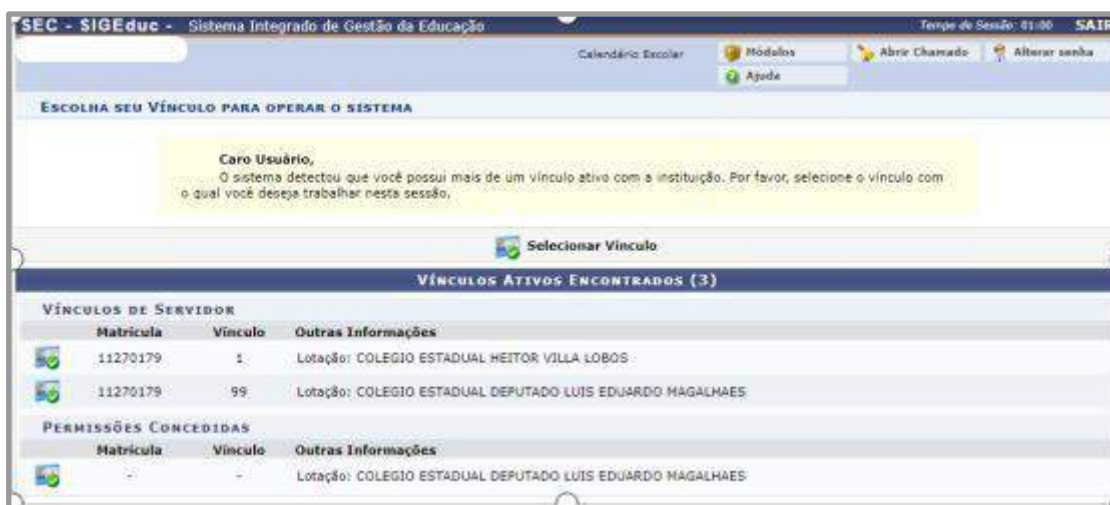 SEC - SIGEduc - Sistema Integrado de Gestão da Educação Tempo de Sessão: 01:00 SAIR
Calendário Escolar Módulos Abrir Chamado Alterar senha
Ajuda
ESCOLHA SEU VÍNCULO PARA OPERAR O SISTEMA
Caro Usuário,
O sistema detectou que você possui mais de um vínculo ativo com a instituição. Por favor, selecione o vínculo com
o qual você deseja trabalhar nesta sessão.
Selecionar Vínculo
VÍNCULOS ATIVOS ENCONTRADOS (3)
VÍNCULOS DE SERVIDOR
Matrícula Vínculo Outras Informações
11270179 1 Lotação: COLEGIO ESTADUAL HEITOR VILLA LOBOS
11270179 99 Lotação: COLEGIO ESTADUAL DEPUTADO LUIS EDUARDO MAGALHAES
PERMISSÕES CONCEDIDAS
Matrícula Vínculo Outras Informações
- - Lotação: COLEGIO ESTADUAL DEPUTADO LUIS EDUARDO MAGALHAES